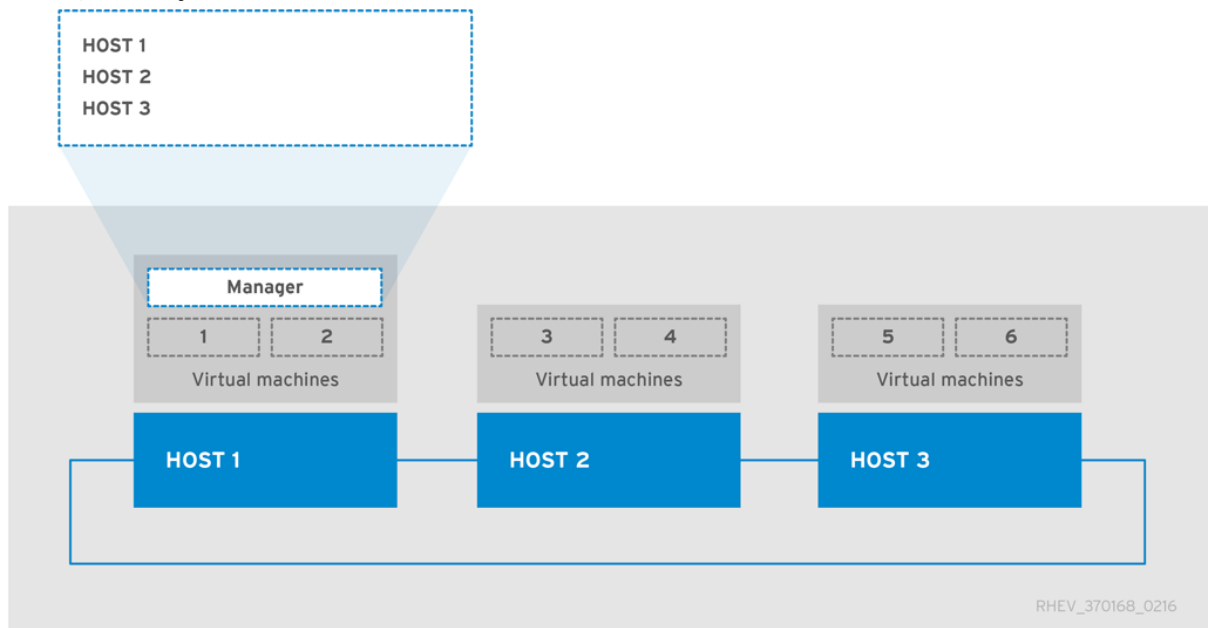 HOST 1
HOST 2
HOST 3
Manager
1 2
3 4
5 6
Virtual machines
Virtual machines
Virtual machines
HOST 1
HOST 2
HOST 3
RHEV_370168_0216